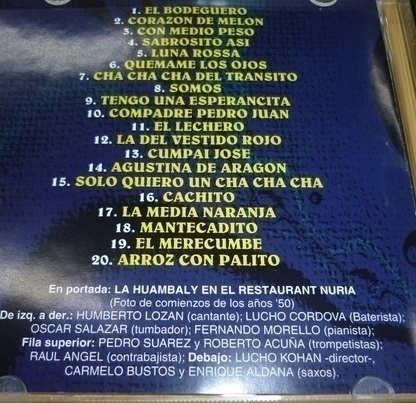 1. EL BODEGUERO
2. CORAZON DE MELON
3. CON MEDIO PESO
4. SABROSITO ASI
5. LUNA ROSSA
6. QUEMAME LOS OJOS
7. CHA CHA CHA DEL TRANSITO
8. SOMOS
9. TENGO UNA ESPERANCITA
10. COMPADRE PEDRO JUAN
11. EL LECHERO
12. LA DEL VESTIDO ROJO
13. CUMPAI JOSE
14. AGUSTINA DE ARAGON
15. SOLO QUIERO UN CHA CHA CHA
16. CACHITO
17. LA MEDIA NARANJA
18. MANTECADITO
19. EL MERECUMBE
20. ARROZ CON PALITO
En portada: LA HUAMBALY EN EL RESTAURANT NURIA
(Foto de comienzos de los años '50)
De izq. a der.: HUMBERTO LOZAN (cantante); LUCHO CORDOVA (Baterista);
OSCAR SALAZAR (tumbador); FERNANDO MORELLO (pianista);
Fila superior: PEDRO SUAREZ y ROBERTO ACUÑA (trompetistas);
RAUL ANGEL (contrabajista); Debajo: LUCHO KOHAN -director-,
CARMELO BUSTOS y ENRIQUE ALDANA (saxos).